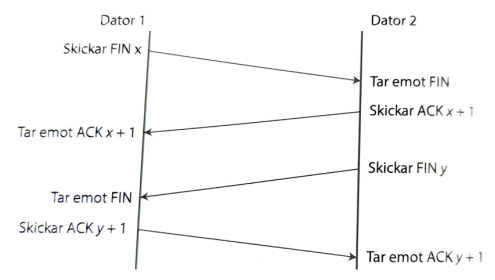 Dator 1
Dator 2
Skickar FIN x
Tar emot FIN
Skickar ACK x + 1
Tar emot ACK x + 1
Skickar FIN y
Tar emot FIN
Skickar ACK y + 1
Tar emot ACK y + 1